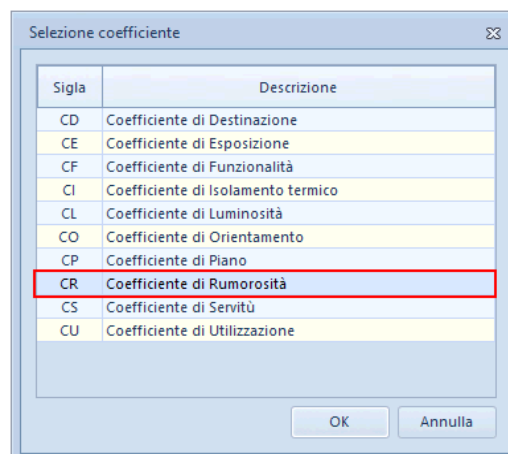 Selezione coefficiente
Sigla Descrizione
CD Coefficiente di Destinazione
CE Coefficiente di Esposizione
CF Coefficiente di Funzionalità
CI Coefficiente di Isolamento termico
CL Coefficiente di Luminosità
CO Coefficiente di Orientamento
CP Coefficiente di Piano
CR Coefficiente di Rumorosità
CS Coefficiente di Servitù
CU Coefficiente di Utilizzazione
OK Annulla